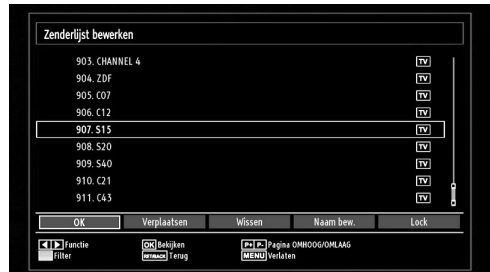 Zenderlijst bewerken
903. CHANNEL 4 TV
904. ZDF TV
905. C07 TV
906. C12 TV
907. S15 TV
908. S20 TV
909. S40 TV
910. C21 TV
911. C43 TV
OK Verplaatsen Wissen Naam bew. Lock
Functie OK Bekijken P+ P- Pagina OMHOOG/OMLAAG
Filter RET/BACK Terug MENU Verlaten